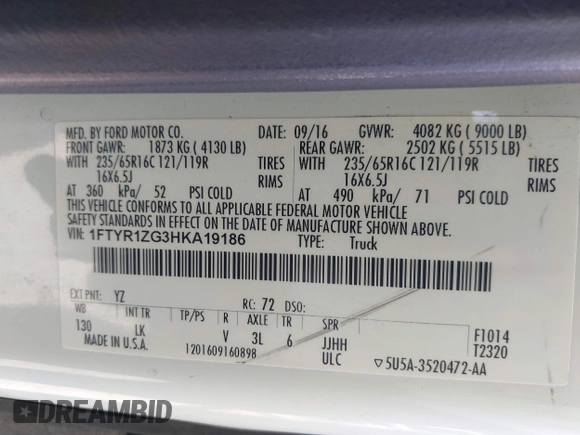 MFD. BY FORD MOTOR CO. DATE: 09/16 GVWR: 4082 KG ( 9000 LB)
FRONT GAWR: 1873 KG ( 4130 LB) REAR GAWR: 2502 KG ( 5515 LB)
WITH 235/65R16C 121/119R TIRES WITH 235/65R16C 121/119R TIRES
16X6.5J RIMS 16X6.5J RIMS
AT 360 kPa/ 52 PSI COLD AT 490 kPa/ 71 PSI COLD
THIS VEHICLE CONFORMS TO ALL APPLICABLE FEDERAL MOTOR VEHICLE
SAFETY STANDARDS IN EFFECT ON THE DATE OF MANUFACTURE SHOWN ABOVE.
VIN: 1FTYR1ZG3HKA19186 TYPE: Truck
EXT PNT: YZ RC: 72 DSO:
WB INT TR TP/PS R AXLE TR SPR F1014
130 LK V 3L 6 JJHH T2320
MADE IN U.S.A. 1201609160898 ULC ▽5U5A-3520472-AA
DREAMBID